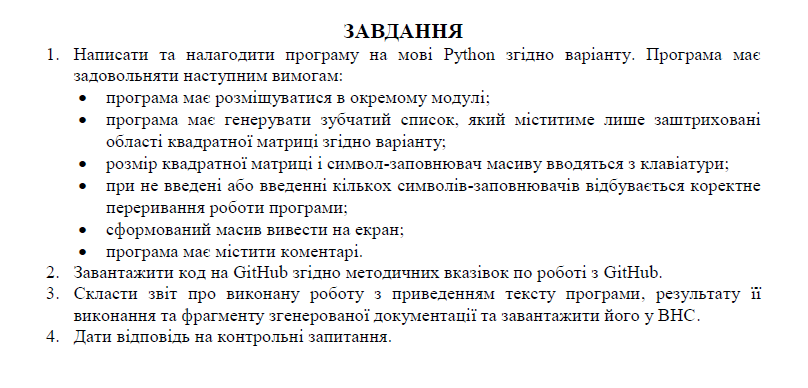 ЗАВДАННЯ
1. Написати та налагодити програму на мові Python згідно варіанту. Програма має
задовольняти наступним вимогам:
• програма має розміщуватися в окремому модулі;
• програма має генерувати зубчатий список, який міститиме лише заштриховані
області квадратної матриці згідно варіанту;
• розмір квадратної матриці і символ-заповнювач масиву вводяться з клавіатури;
• при не введені або введенні кількох символів-заповнювачів відбувається коректне
переривання роботи програми;
• сформований масив вивести на екран;
• програма має містити коментарі.
2. Завантажити код на GitHub згідно методичних вказівок по роботі з GitHub.
3. Скласти звіт про виконану роботу з приведенням тексту програми, результату її
виконання та фрагменту згенерованої документації та завантажити його у ВНС.
4. Дати відповідь на контрольні запитання.